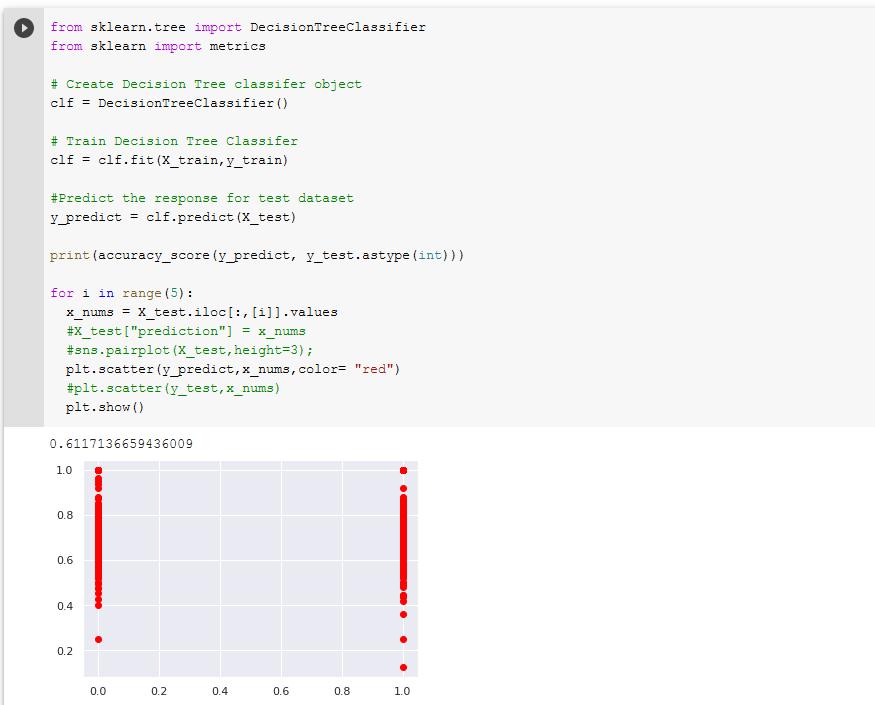 from sklearn.tree import DecisionTreeClassifier
from sklearn import metrics
# Create Decision Tree classifer object
clf = DecisionTreeClassifier()
# Train Decision Tree Classifer
clf = clf.fit(X_train,y_train)
#Predict the response for test dataset
y_predict = clf.predict(X_test)
print(accuracy_score(y_predict, y_test.astype(int)))
for i in range(5):
  x_nums = X_test.iloc[:,[i]].values
  #X_test["prediction"] = x_nums
  #sns.pairplot(X_test,height=3);
  plt.scatter(y_predict,x_nums,color= "red")
  #plt.scatter(y_test,x_nums)
  plt.show()
0.6117136659436009
1.0
0.8
0.6
0.4
0.2
0.0 0.2 0.4 0.6 0.8 1.0